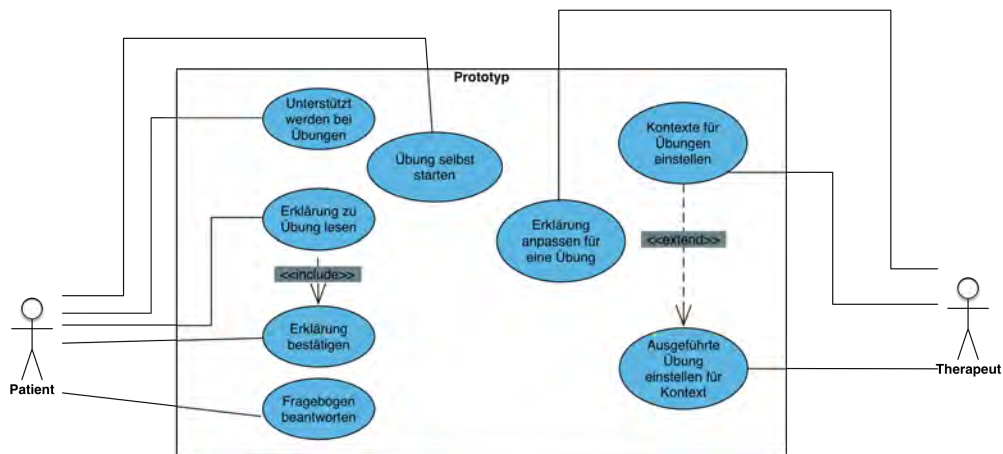 Prototyp
Unterstützt
werden bei
Übungen
Übung selbst
starten
Kontexte für
Übungen
einstellen
Erklärung zu
Übung lesen
Erklärung
anpassen für
eine Übung
<<extend>>
<<include>>
Erklärung
bestätigen
Ausgeführte
Übung
einstellen für
Kontext
Patient
Therapeut
Fragebögen
beantworten